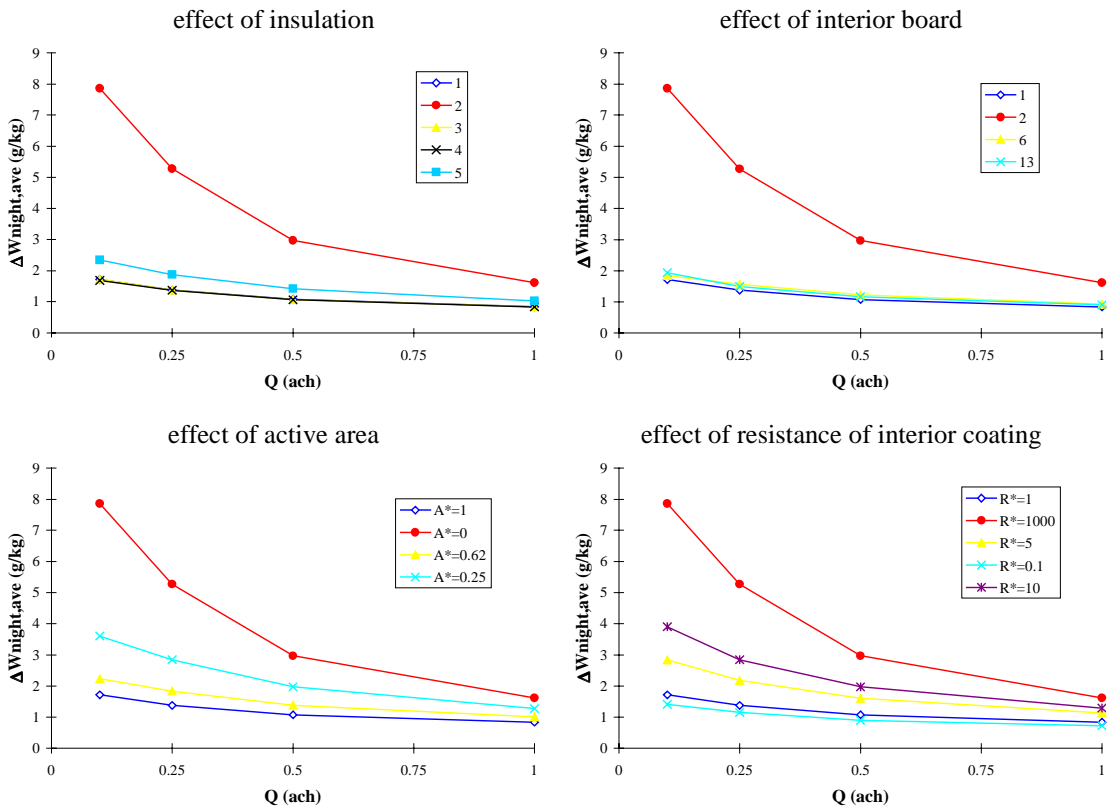 effect of insulation
9
8
7
6
5
4
3
2
1
0
0 0.25 0.5 0.75 1
Q (ach)
ΔWnight,ave (g/kg)
1
2
3
4
5
effect of interior board
9
8
7
6
5
4
3
2
1
0
0 0.25 0.5 0.75 1
Q (ach)
ΔWnight,ave (g/kg)
1
2
6
13
effect of active area
9
8
7
6
5
4
3
2
1
0
0 0.25 0.5 0.75 1
Q (ach)
ΔWnight,ave (g/kg)
A*=1
A*=0
A*=0.62
A*=0.25
effect of resistance of interior coating
9
8
7
6
5
4
3
2
1
0
0 0.25 0.5 0.75 1
Q (ach)
ΔWnight,ave (g/kg)
R*=1
R*=1000
R*=5
R*=0.1
R*=10